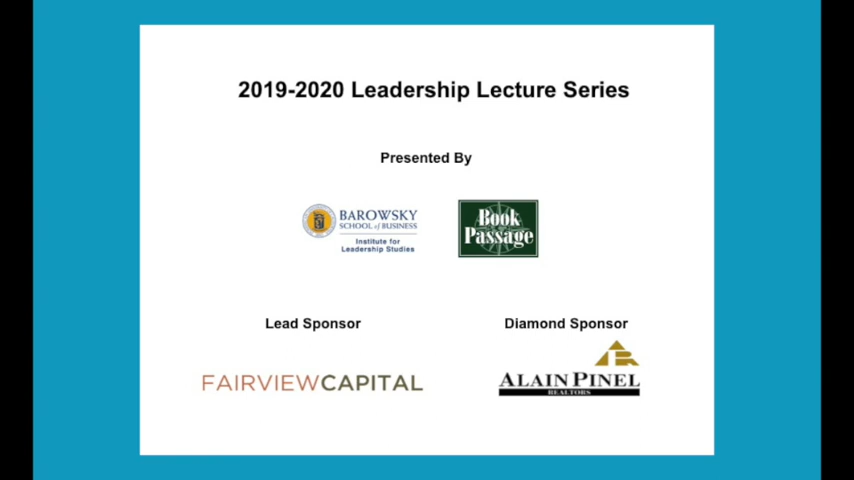 2019-2020 Leadership Lecture Series
Presented By
BAROWSKY
SCHOOL of BUSINESS
Institute for
Leadership Studies
Book
Passage
Lead Sponsor
Diamond Sponsor
FAIRVIEWCAPITAL
ALAIN PINEL
REALTORS